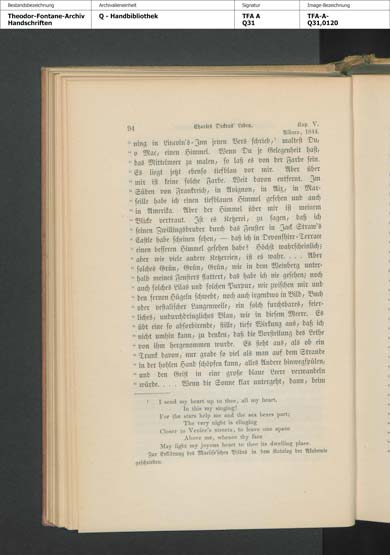 Bestandsbezeichnung
Archivalieneinheit
Signatur
Image-Bezeichnung
Theodor-Fontane-Archiv
Handschriften
Q - Handbibliothek
TFA A
Q31
TFA-A-
Q31,0120
94 Charles Dickens' Leben. Kap. V.
Albaro, 1844.
"ning in Lincoln's-Inn jenen Vers schrieb,¹ maltest Du,
"o Mac, einen Himmel. Wenn Du je Gelegenheit hast,
"das Mittelmeer zu malen, so laß es von der Farbe sein.
"Es liegt jetzt ebenso tiefblau vor mir. Aber über
"mir ist keine solche Farbe. Weit davon entfernt. Im
"Süden von Frankreich, in Avignon, in Aix, in Mar-
"seille habe ich einen tiefblauen Himmel gesehen und auch
"in Amerika. Aber der Himmel über mir ist meinem
"Blicke vertraut. Ist es Ketzerei, zu sagen, daß ich
"seinen Zwillingsbruder durch das Fenster in Jack Straw's
"Castle habe scheinen sehen, — daß ich in Devonshire-Terrace
"einen besseren Himmel gesehen habe? Höchst wahrscheinlich;
"aber wie viele andere Ketzereien, ist es wahr. . . . Aber
"solches Grün, Grün, Grün, wie in dem Weinberg unter-
"halb meines Fensters flattert, das habe ich nie gesehen; noch
"auch solches Lila und solchen Purpur, wie zwischen mir und
"den fernen Hügeln schwebt, noch auch irgendwo in Bild, Buch
"oder vestalischer Langenweile, ein solch furchtbares, feier-
"liches, undurchdringliches Blau, wie in diesem Meere. Es
"übt eine so absorbirende, stille, tiefe Wirkung aus, daß ich
"nicht umhin kann, zu denken, daß die Vorstellung des Lethe
"von ihm hergenommen wurde. Es sieht aus, als ob ein
"Trunk davon, nur grade so viel als man auf dem Strande
"in der hohlen Hand schöpfen kann, alles Andere hinwegspülen,
"und den Geist in eine große blaue Leere verwandeln
"würde. . . . Wenn die Sonne klar untergeht, dann, beim
¹ I send my heart up to thee, all my heart,
In this my singing!
For the stars help me and the sea bears part;
The very night is clinging
Closer to Venice's streets, to leave one space
Above me, whence thy face
May light my joyous heart to thee its dwelling place.
Zur Erklärung des Maclise'schen Bildes in dem Katalog der Akademie
geschrieben.